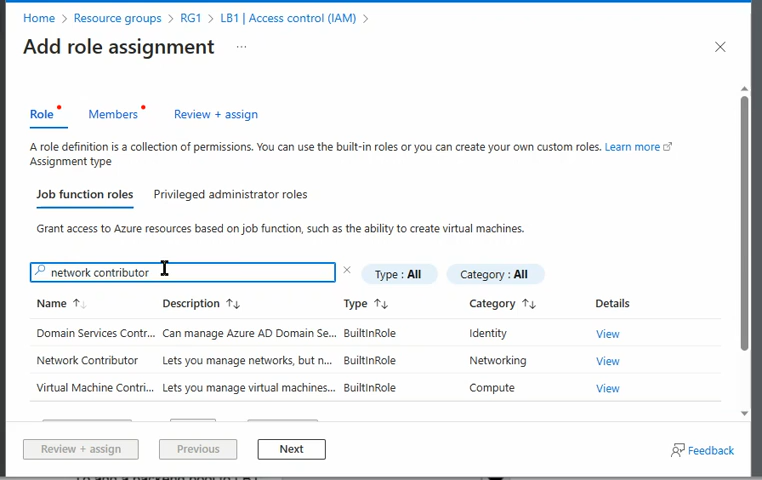 Home > Resource groups > RG1 > LB1 | Access control (IAM) >
Add role assignment ...
Role Members Review + assign
A role definition is a collection of permissions. You can use the built-in roles or you can create your own custom roles. Learn more
Assignment type
Job function roles Privileged administrator roles
Grant access to Azure resources based on job function, such as the ability to create virtual machines.
network contributor Type : All Category : All
Name Description Type Category Details
Domain Services Contr... Can manage Azure AD Domain Se... BuiltInRole Identity View
Network Contributor Lets you manage networks, but n... BuiltInRole Networking View
Virtual Machine Contri... Lets you manage virtual machines... BuiltInRole Compute View
Review + assign Previous Next Feedback